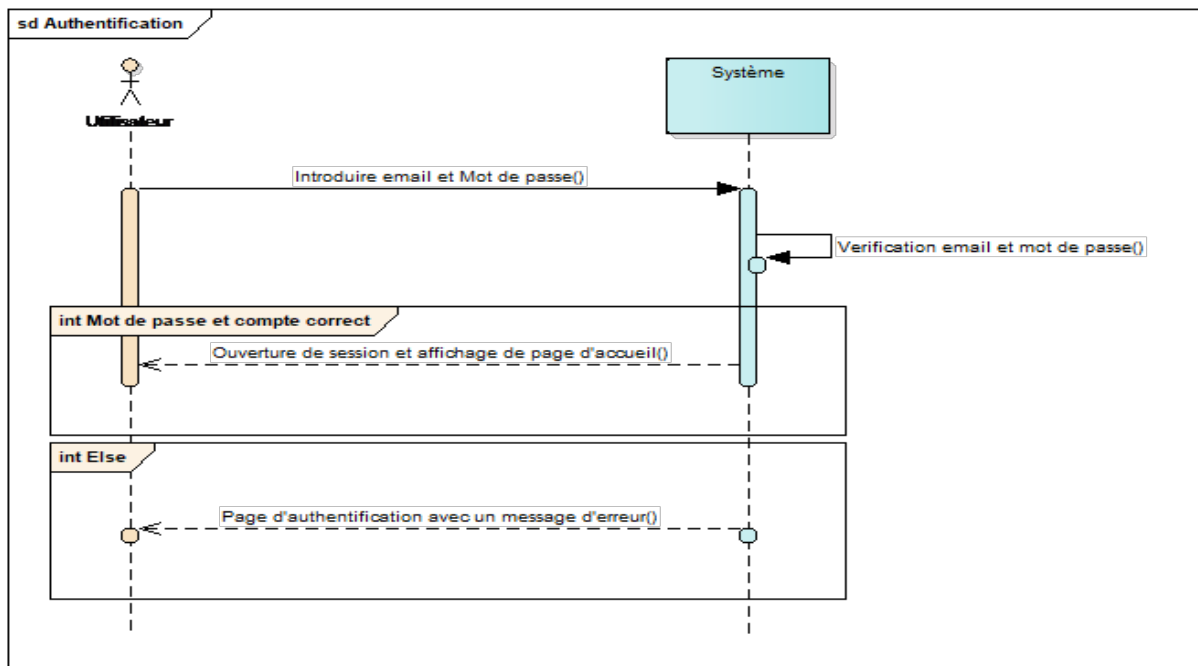 sd Authentification
Système
Utilisateur
Introduire email et Mot de passe()
Verification email et mot de passe()
int Mot de passe et compte correct
Ouverture de session et affichage de page d'accueil()
int Else
Page d'authentification avec un message d'erreur()